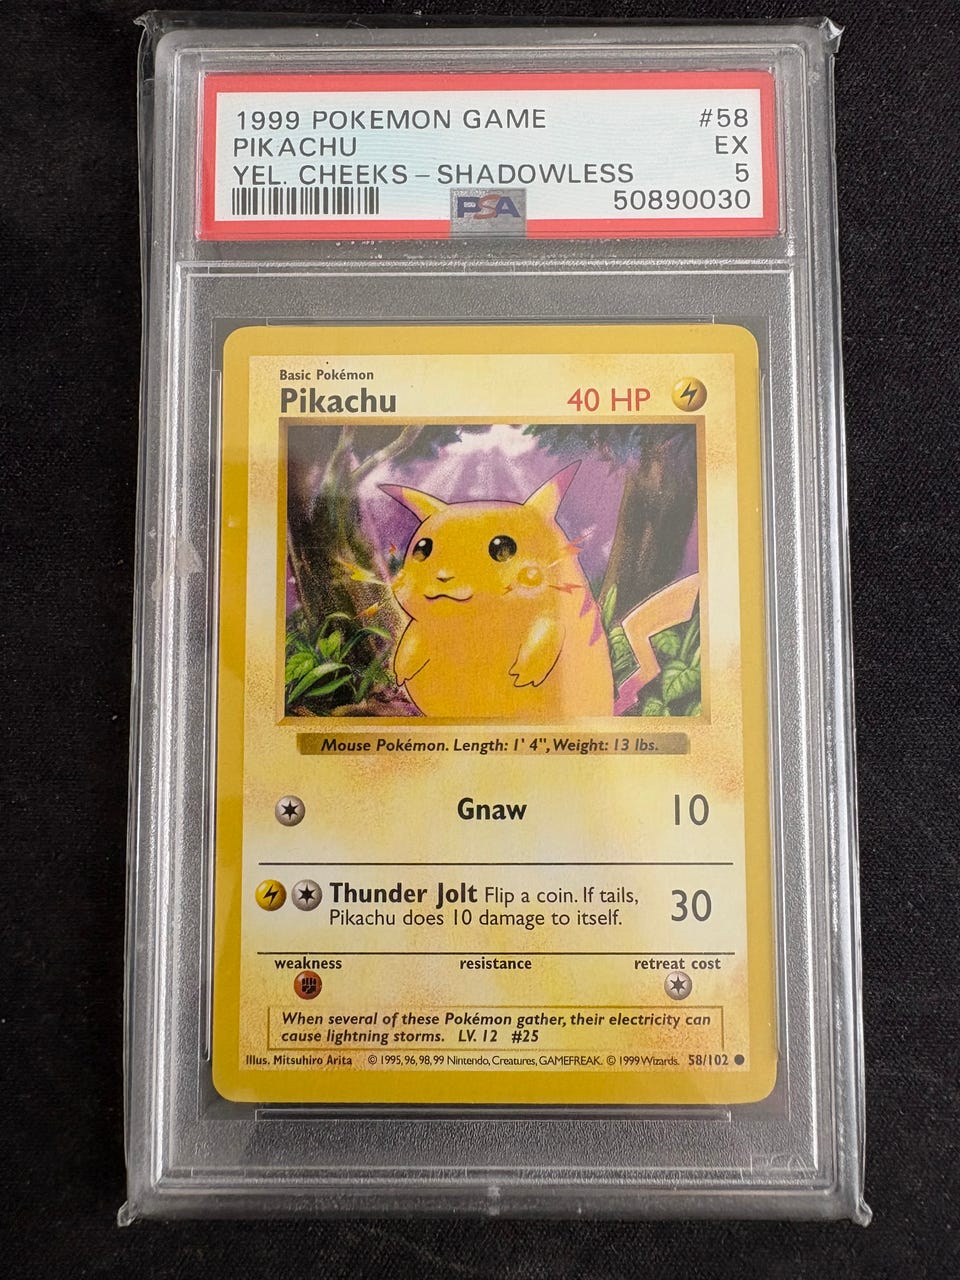 1999 POKEMON GAME #58
PIKACHU EX
YEL. CHEEKS – SHADOWLESS 5
PSA 50890030
Basic Pokémon
Pikachu 40 HP
Mouse Pokémon. Length: 1' 4", Weight: 13 lbs.
Gnaw 10
Thunder Jolt Flip a coin. If tails,
Pikachu does 10 damage to itself. 30
weakness resistance retreat cost
When several of these Pokémon gather, their electricity can
cause lightning storms. LV. 12 #25
Illus. Mitsuhiro Arita © 1995, 96, 98, 99 Nintendo, Creatures, GAMEFREAK. © 1999 Wizards. 58/102